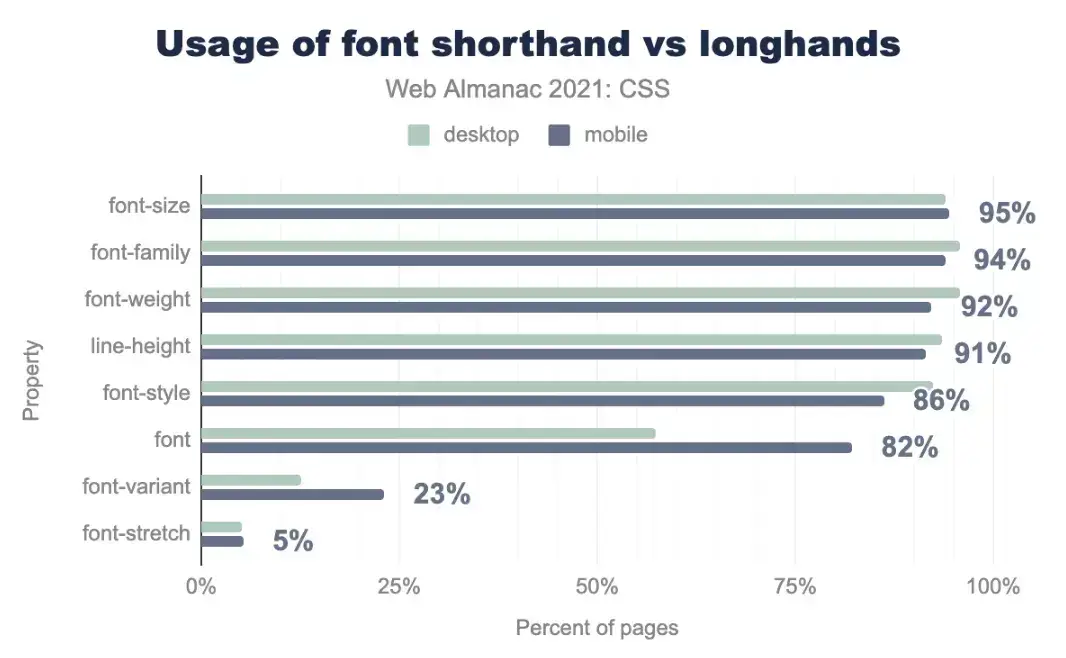 Usage of font shorthand vs longhands
Web Almanac 2021: CSS
desktop mobile
Property
font-size 95%
font-family 94%
font-weight 92%
line-height 91%
font-style 86%
font 82%
font-variant 23%
font-stretch 5%
0% 25% 50% 75% 100%
Percent of pages